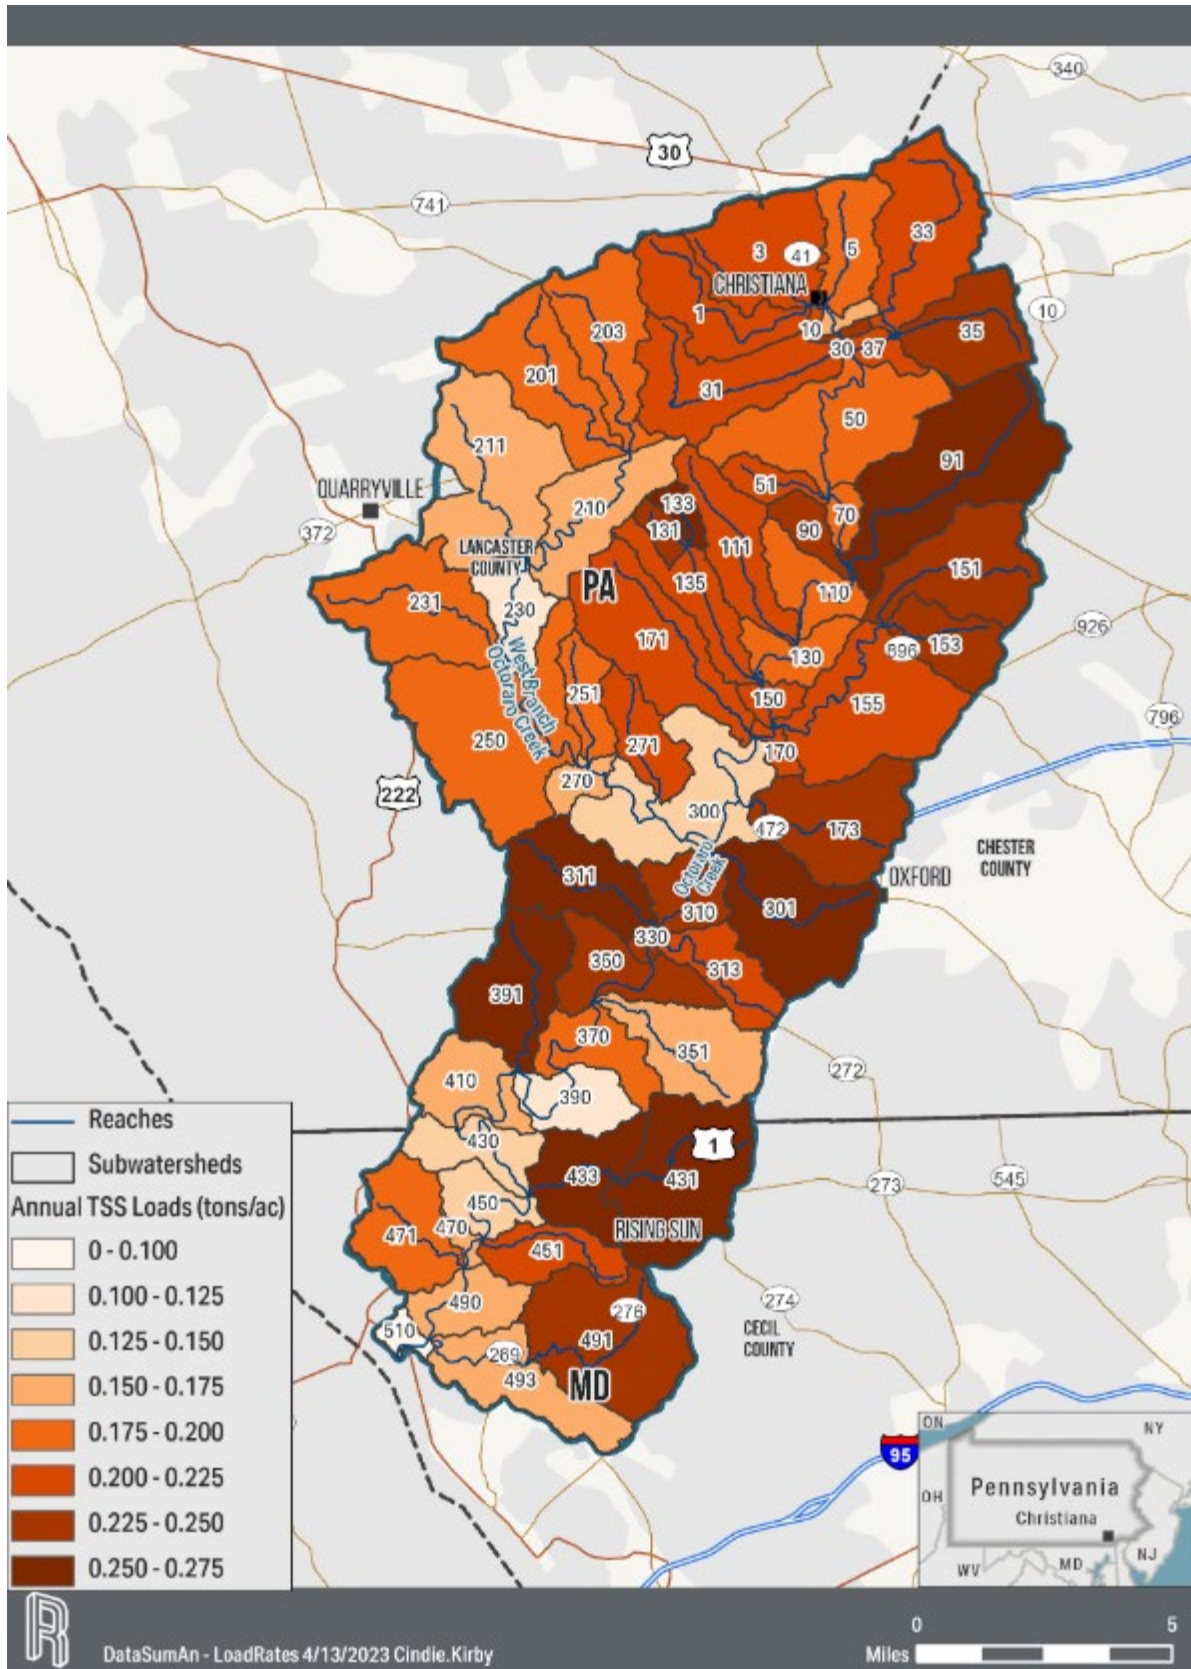 340
30
741
33
3
41
5
CHRISTIANA
10
1
203
10
30
37
35
201
31
50
211
91
QUARRYVILLE
51
210
133
70
372
131
90
LANCASTER
COUNTY
111
PA
135
151
110
231
230
926
171
896
153
130
West Branch
Octoraro Creek
251
150
155
796
250
271
170
270
222
300
472
173
CHESTER
COUNTY
Octoraro
Creek
311
OXFORD
301
310
330
350
313
391
370
351
272
410
390
Reaches
430
1
Subwatersheds
433
431
273
545
Annual TSS Loads (tons/ac)
450
470
471
RISING SUN
0 - 0.100
451
0.100 - 0.125
490
276
274
510
CECIL
COUNTY
0.125 - 0.150
491
269
493
MD
0.150 - 0.175
0.175 - 0.200
95
0.200 - 0.225
0.225 - 0.250
0.250 - 0.275
ON
NY
Pennsylvania
OH
Christiana
WV
MD
NJ
0 5
Miles
DataSumAn - LoadRates 4/13/2023 Cindie.Kirby